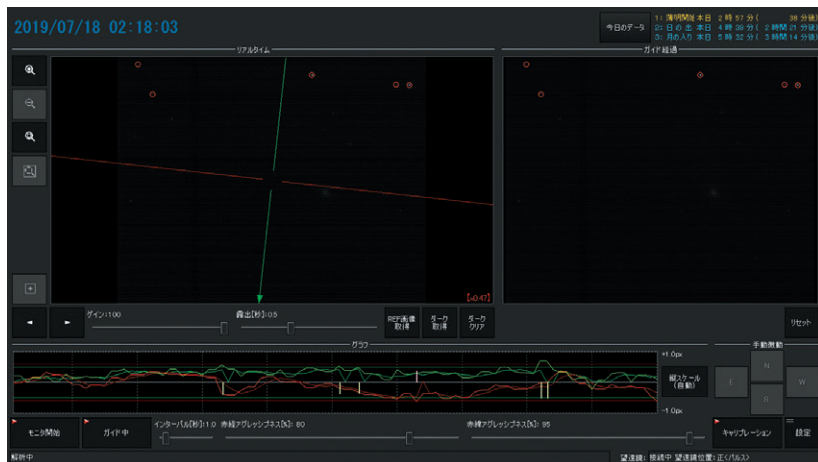 2019/07/18 02:18:03
今日のデータ
1: 薄明開始 本日 2 時 57 分 ( 38 分後)
2: 日の出 本日 4 時 38 分 ( 2 時間 21 分後)
3: 月の入り 本日 5 時 32 分 ( 3 時間 14 分後)
リアルタイム
ガイド経過
[x0.47]
ゲイン:100
露出[秒]:0.5
REF画像
取得
ダーク
取得
ダーク
クリア
リセット
グラフ
手動微動
+1.0px
縦スケール
(自動)
-1.0px
N
E
W
モニタ開始
ガイド中
インターバル[秒]:1.0
赤経アグレッシブネス[%]: 80
赤緯アグレッシブネス[%]: 95
キャリブレーション
設定
解析中
望遠鏡: 接続中 望遠鏡位置:正<パルス>